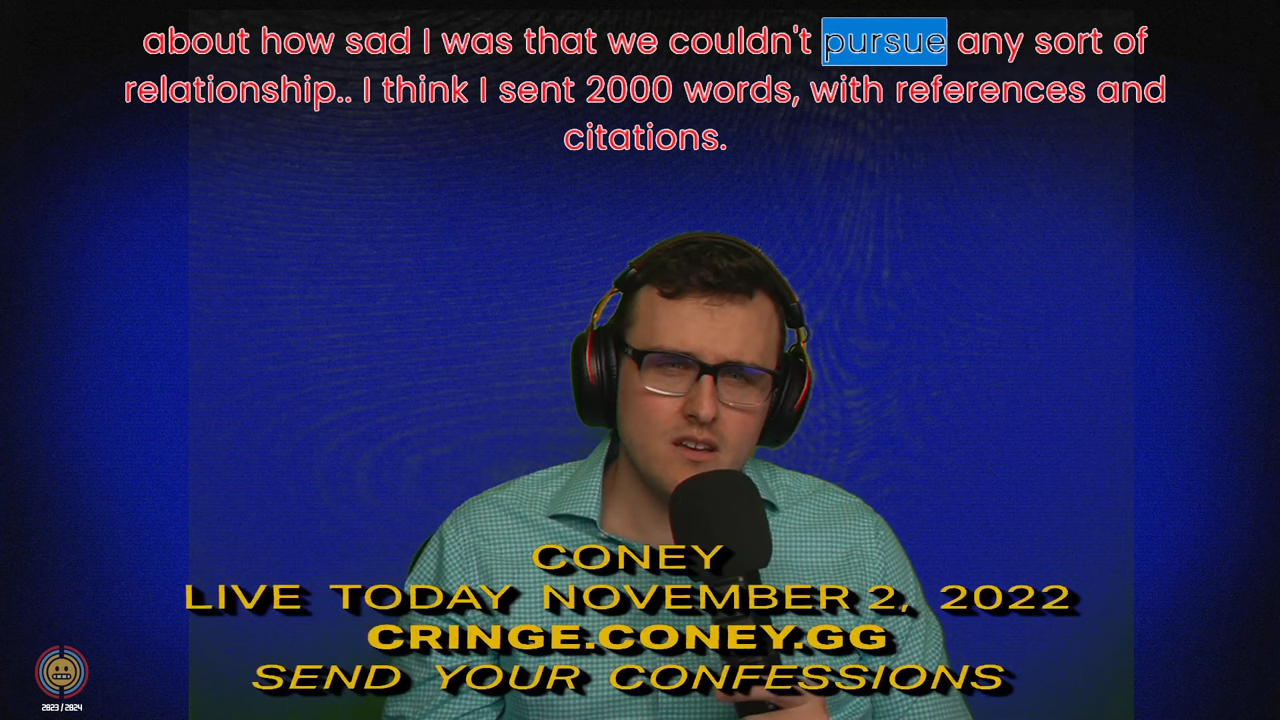 about how sad I was that we couldn't pursue any sort of
relationship.. I think I sent 2000 words, with references and
citations.
CONEY
LIVE TODAY NOVEMBER 2, 2022
CRINGE.CONEY.GG
SEND YOUR CONFESSIONS
2023 / 2024